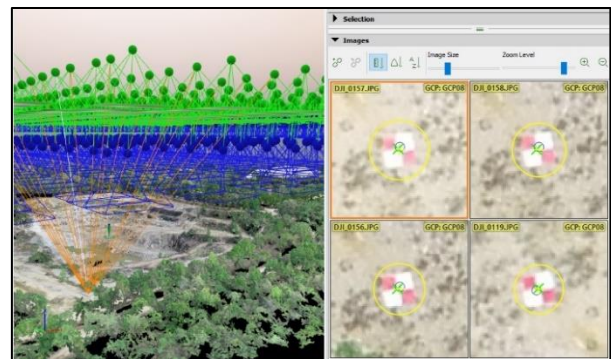 Selection
Images
Image Size
Zoom Level
DJI_0157.JPG GCP: GCP08
DJI_0158.JPG GCP: GCP08
DJI_0156.JPG GCP: GCP08
DJI_0119.JPG GCP: GCP08